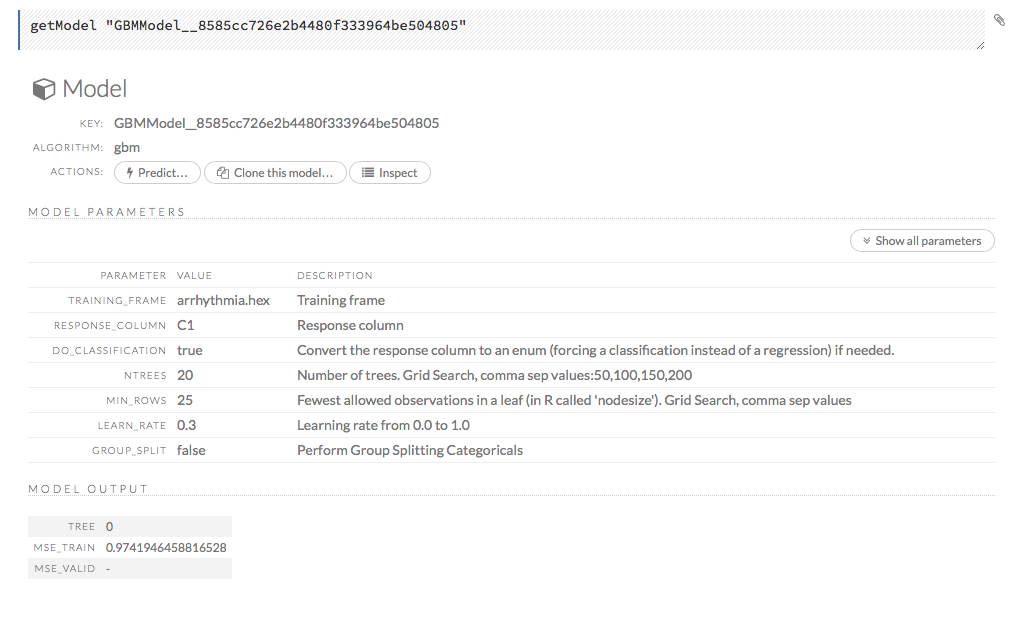 getModel "GBMModel__8585cc726e2b4480f333964be504805"
Model
KEY: GBMModel__8585cc726e2b4480f333964be504805
ALGORITHM: gbm
ACTIONS: Predict... Clone this model... Inspect
MODEL PARAMETERS
Show all parameters
PARAMETER VALUE DESCRIPTION
TRAINING_FRAME arrhythmia.hex Training frame
RESPONSE_COLUMN C1 Response column
DO_CLASSIFICATION true Convert the response column to an enum (forcing a classification instead of a regression) if needed.
NTREES 20 Number of trees. Grid Search, comma sep values:50,100,150,200
MIN_ROWS 25 Fewest allowed observations in a leaf (in R called 'nodesize'). Grid Search, comma sep values
LEARN_RATE 0.3 Learning rate from 0.0 to 1.0
GROUP_SPLIT false Perform Group Splitting Categoricals
MODEL OUTPUT
TREE 0
MSE_TRAIN 0.9741946458816528
MSE_VALID -